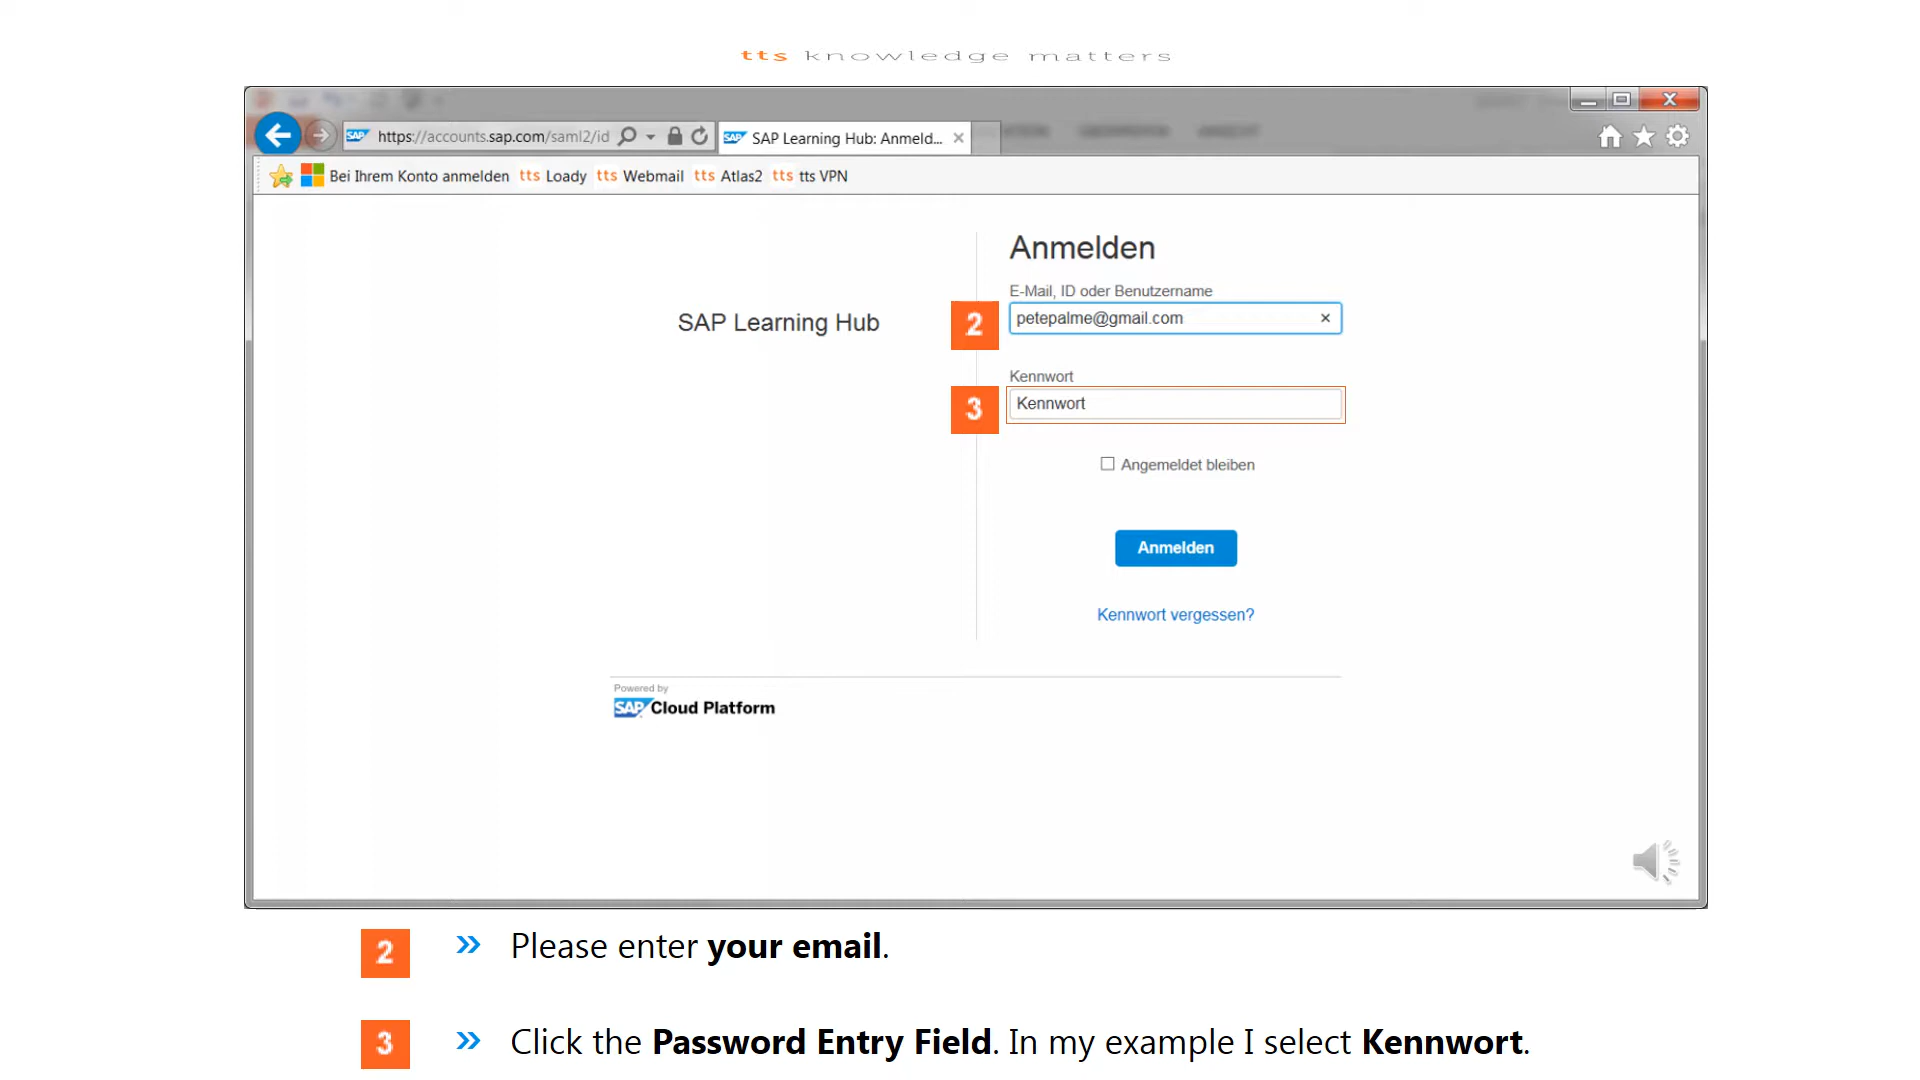 tts knowledge matters
https://accounts.sap.com/saml2/id
SAP Learning Hub: Anmeld...
Bei Ihrem Konto anmelden tts Loady tts Webmail tts Atlas2 tts tts VPN
Anmelden
E-Mail, ID oder Benutzername
SAP Learning Hub
2 petepalme@gmail.com
Kennwort
3 Kennwort
Angemeldet bleiben
Anmelden
Kennwort vergessen?
Powered by
SAP Cloud Platform
2 » Please enter your email.
3 » Click the Password Entry Field. In my example I select Kennwort.